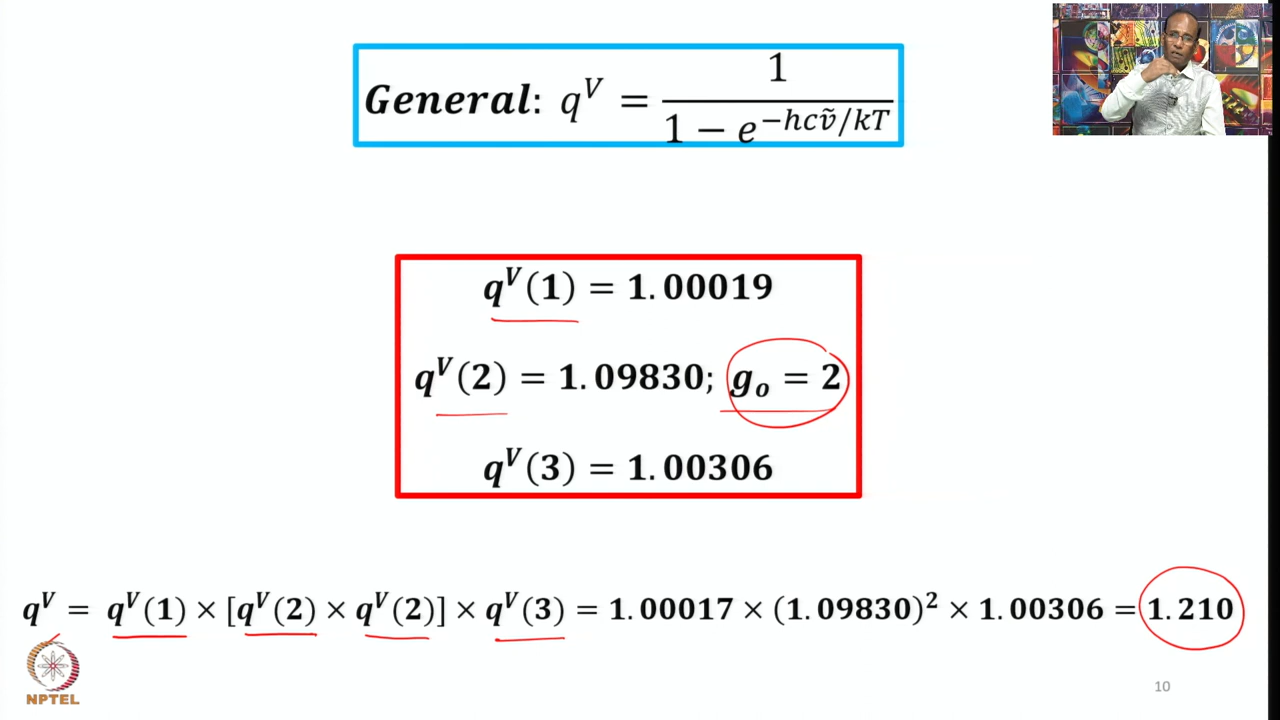 General: q^V = 1 / (1 − e^(−hcṽ/kT))
q^V(1) = 1.00019
q^V(2) = 1.09830; g_o = 2
q^V(3) = 1.00306
q^V = q^V(1) × [q^V(2) × q^V(2)] × q^V(3) = 1.00017 × (1.09830)^2 × 1.00306 = 1.210
NPTEL
10